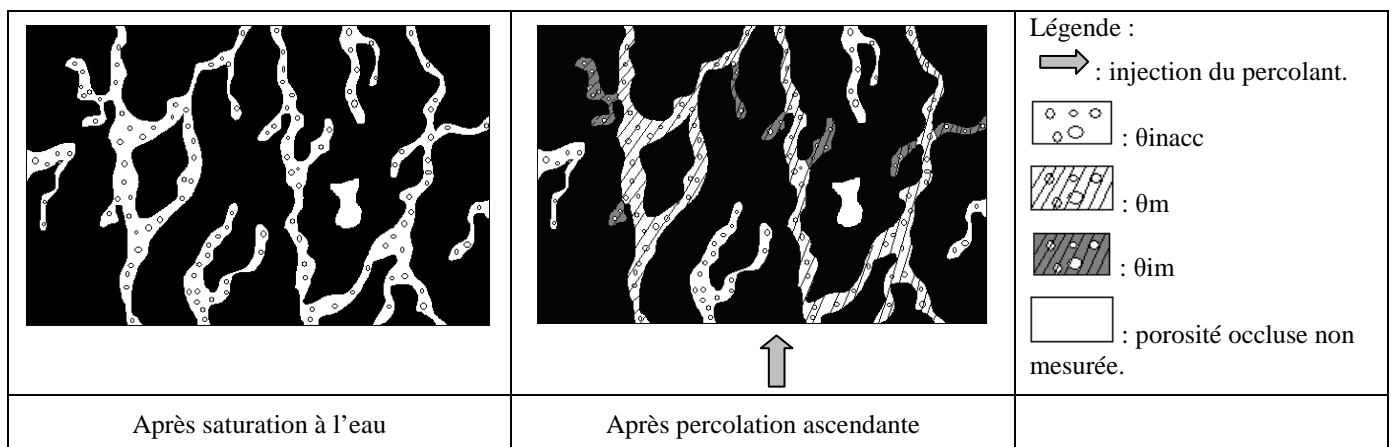 Légende :
: injection du percolant.
: θinacc
: θm
: θim
: porosité occluse non
mesurée.
Après saturation à l’eau
Après percolation ascendante